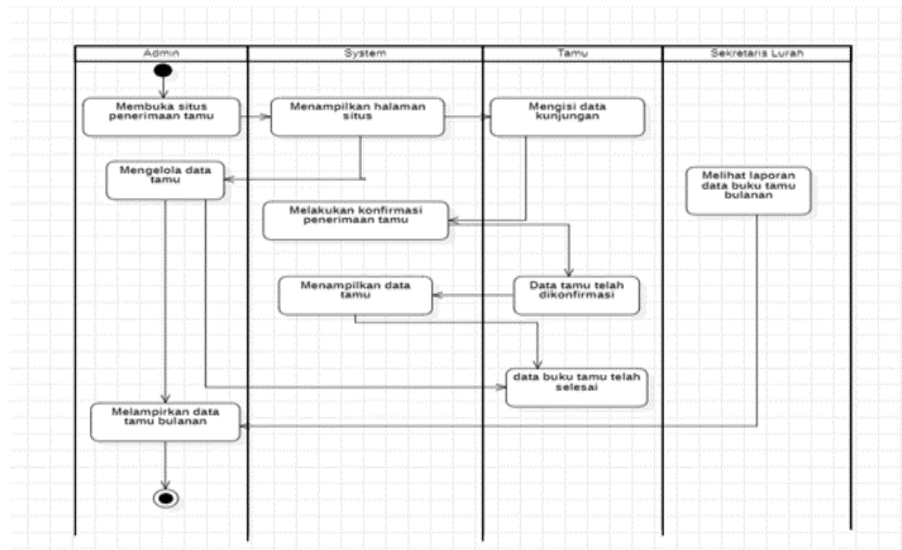 Admin
System
Tamu
Sekretaris Lurah
Membuka situs
penerimaan tamu
Menampilkan halaman
situs
Mengisi data
kunjungan
Mengelola data
tamu
Melihat laporan
data buku tamu
bulanan
Melakukan konfirmasi
penerimaan tamu
Menampilkan data
tamu
Data tamu telah
dikonfirmasi
data buku tamu telah
selesai
Melampirkan data
tamu bulanan